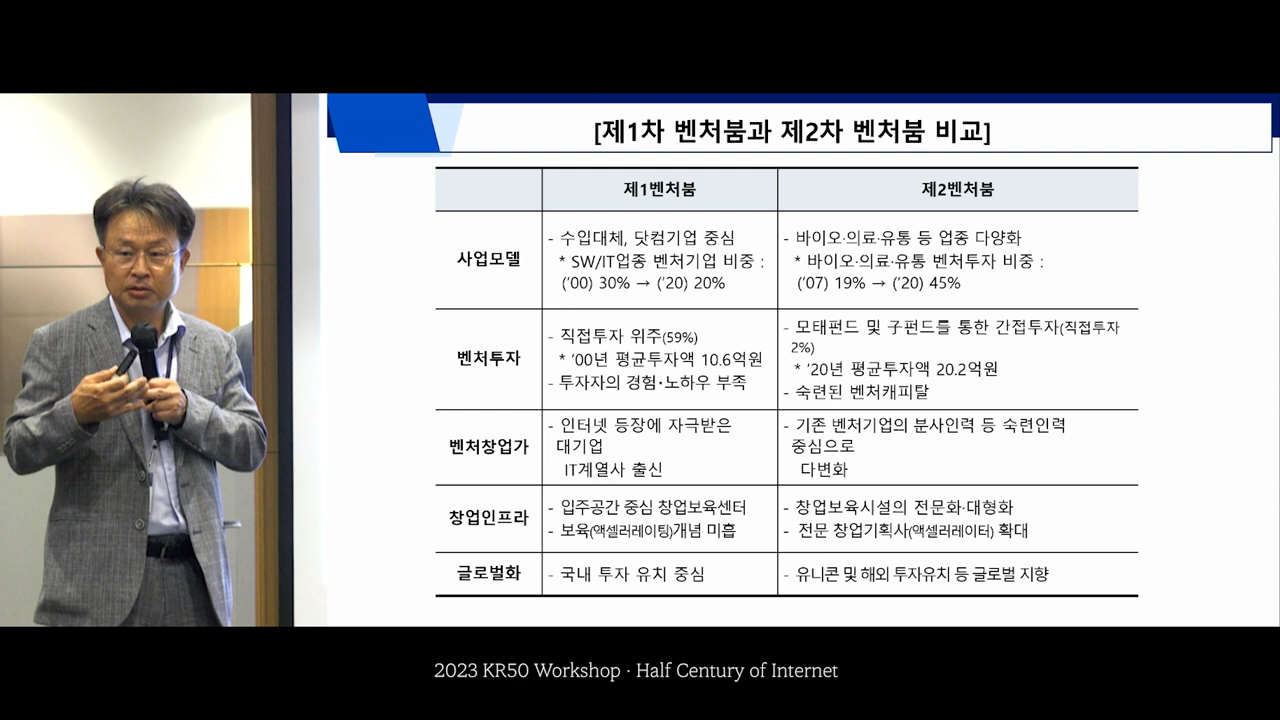 [제1차 벤처붐과 제2차 벤처붐 비교]
제1벤처붐
제2벤처붐
사업모델
- 수입대체, 닷컴기업 중심
* SW/IT업종 벤처기업 비중 :
(’00) 30% → (’20) 20%
- 바이오·의료·유통 등 업종 다양화
* 바이오·의료·유통 벤처투자 비중 :
(’07) 19% → (’20) 45%
벤처투자
- 직접투자 위주(59%)
* ’00년 평균투자액 10.6억원
- 투자자의 경험·노하우 부족
- 모태펀드 및 子펀드를 통한 간접투자(직접투자
2%)
* ’20년 평균투자액 20.2억원
- 숙련된 벤처캐피탈
벤처창업가
- 인터넷 등장에 자극받은
대기업
IT계열사 출신
- 기존 벤처기업의 분사인력 등 숙련인력
중심으로
다변화
창업인프라
- 입주공간 중심 창업보육센터
- 보육(액셀러레이팅)개념 미흡
- 창업보육시설의 전문화·대형화
- 전문 창업기획사(액셀러레이터) 확대
글로벌화
- 국내 투자 유치 중심
- 유니콘 및 해외 투자유치 등 글로벌 지향
2023 KR50 Workshop · Half Century of Internet